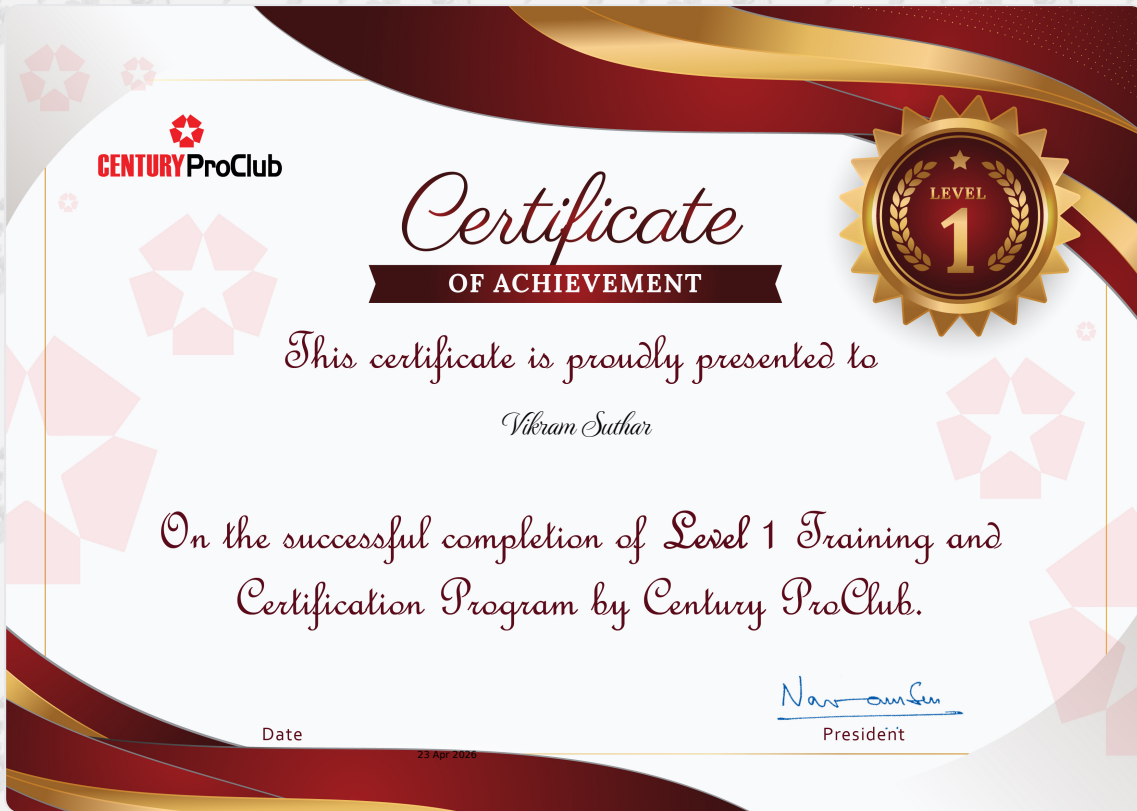 CENTURY ProClub
LEVEL
1
Certificate
OF ACHIEVEMENT
This certificate is proudly presented to
Vikram Suthar
On the successful completion of Level 1 Training and
Certification Program by Century ProClub.
Date
President
23 Apr 2026